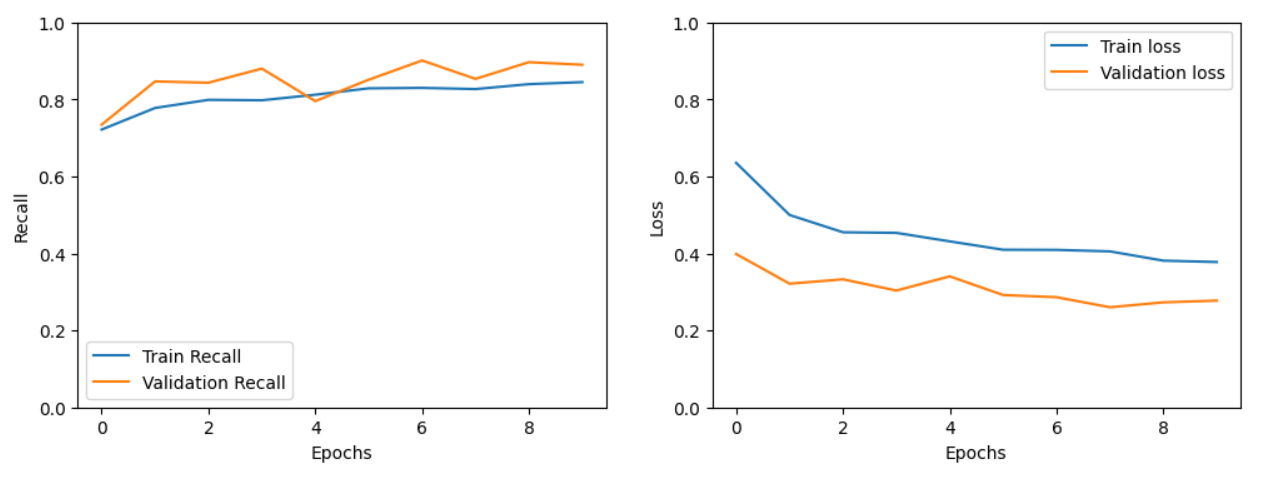 1.0
0.8
0.6
0.4
0.2
0.0
Recall
Train Recall
Validation Recall
0 2 4 6 8
Epochs
1.0
0.8
0.6
0.4
0.2
0.0
Loss
Train loss
Validation loss
0 2 4 6 8
Epochs